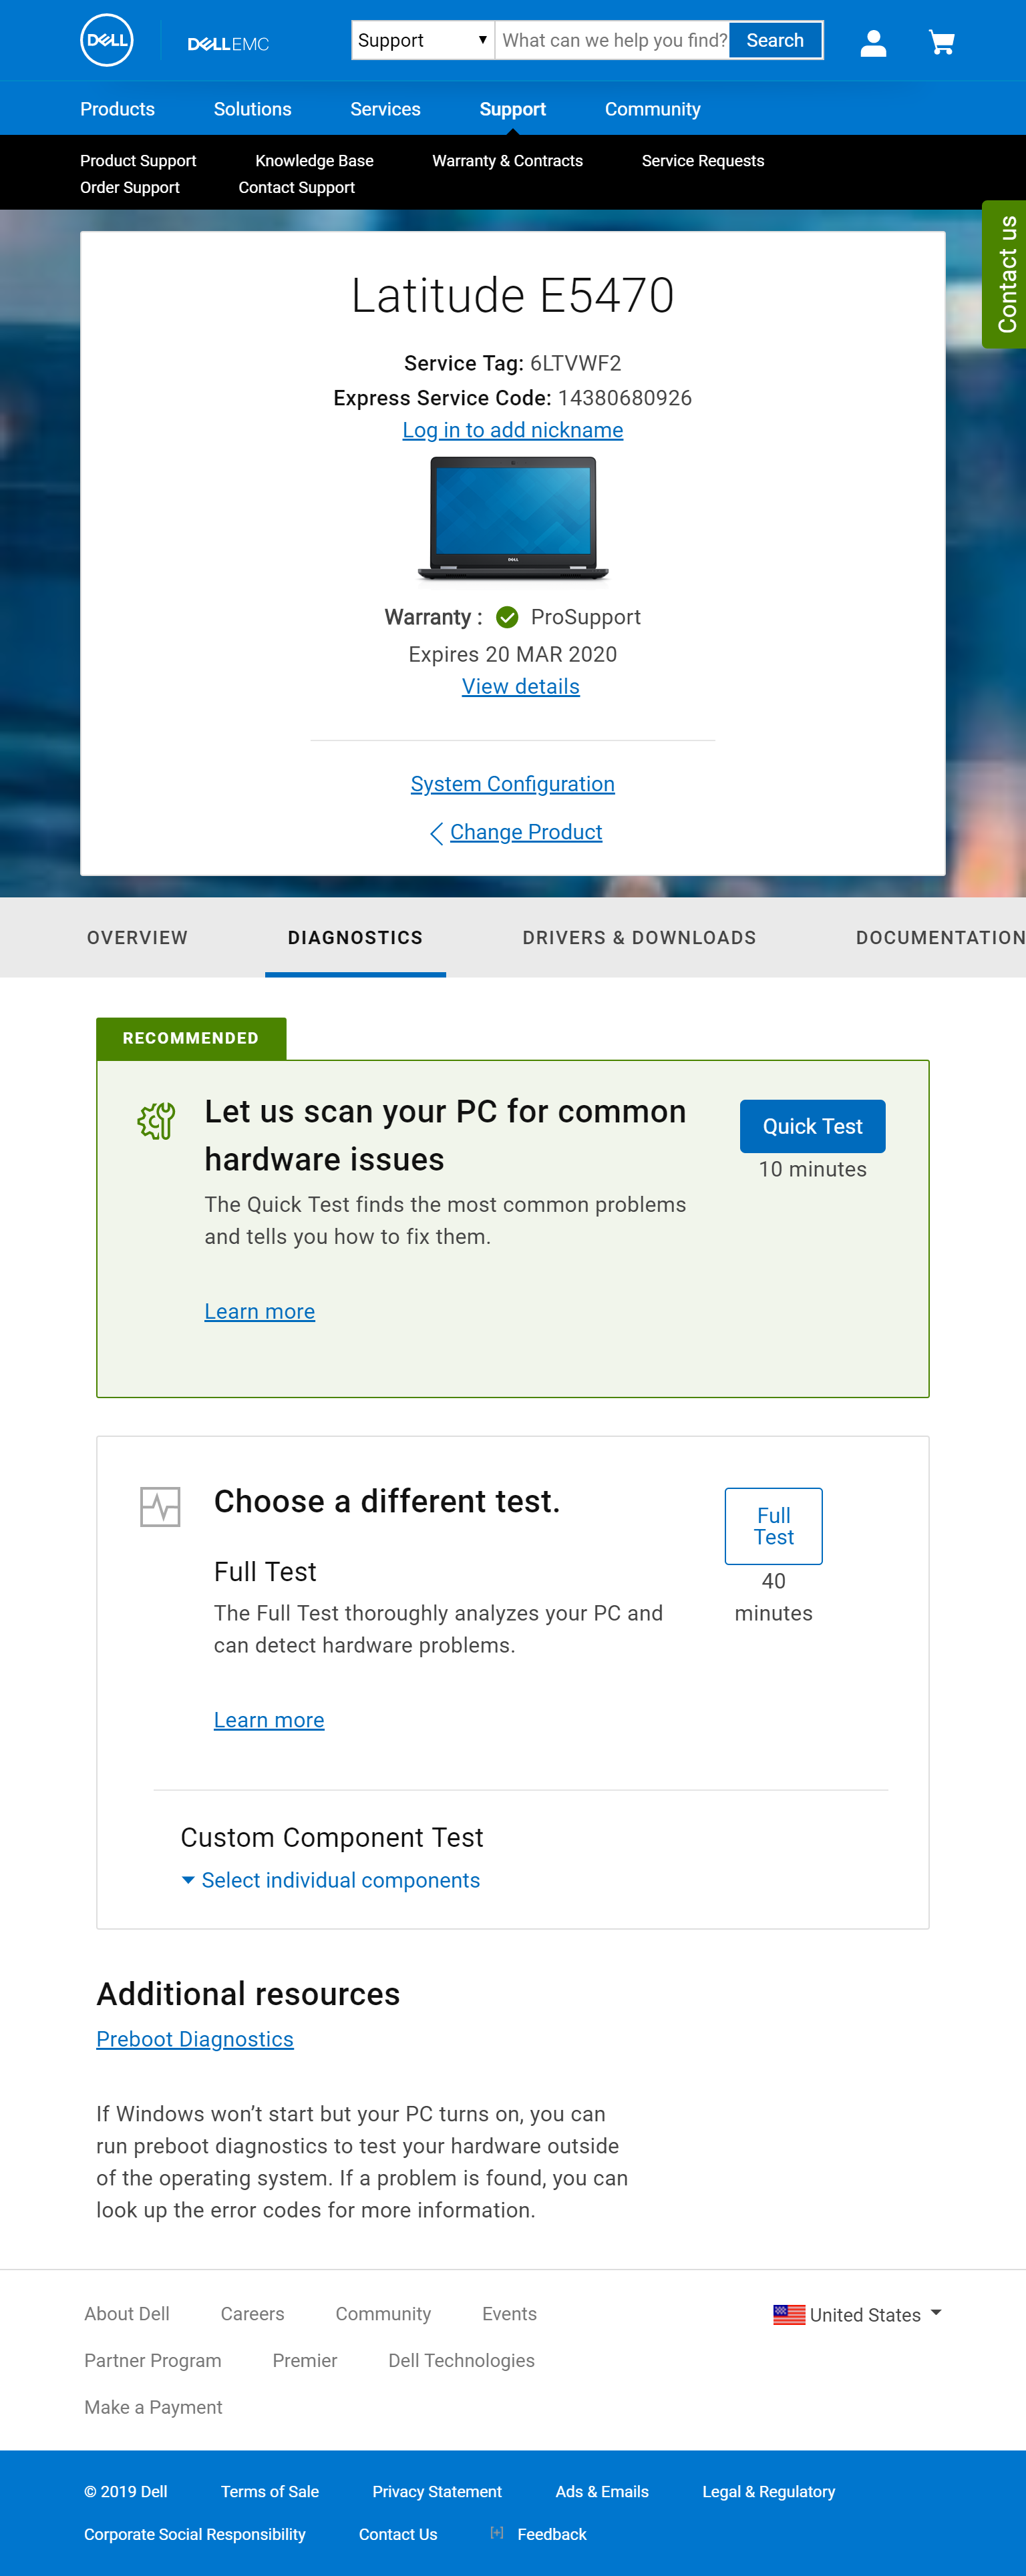 DELL
DELLEMC
Support
What can we help you find?
Search
Products Solutions Services Support Community
Product Support Knowledge Base Warranty & Contracts Service Requests
Order Support Contact Support
Contact us
Latitude E5470
Service Tag: 6LTVWF2
Express Service Code: 14380680926
Log in to add nickname
DELL
Warranty : ProSupport
Expires 20 MAR 2020
View details
System Configuration
Change Product
OVERVIEW DIAGNOSTICS DRIVERS & DOWNLOADS DOCUMENTATION
RECOMMENDED
Let us scan your PC for common
hardware issues
The Quick Test finds the most common problems
and tells you how to fix them.
Learn more
Quick Test
10 minutes
Choose a different test.
Full Test
The Full Test thoroughly analyzes your PC and
can detect hardware problems.
Learn more
Full
Test
40
minutes
Custom Component Test
Select individual components
Additional resources
Preboot Diagnostics
If Windows won’t start but your PC turns on, you can
run preboot diagnostics to test your hardware outside
of the operating system. If a problem is found, you can
look up the error codes for more information.
About Dell Careers Community Events
United States
Partner Program Premier Dell Technologies
Make a Payment
© 2019 Dell Terms of Sale Privacy Statement Ads & Emails Legal & Regulatory
Corporate Social Responsibility Contact Us [+] Feedback